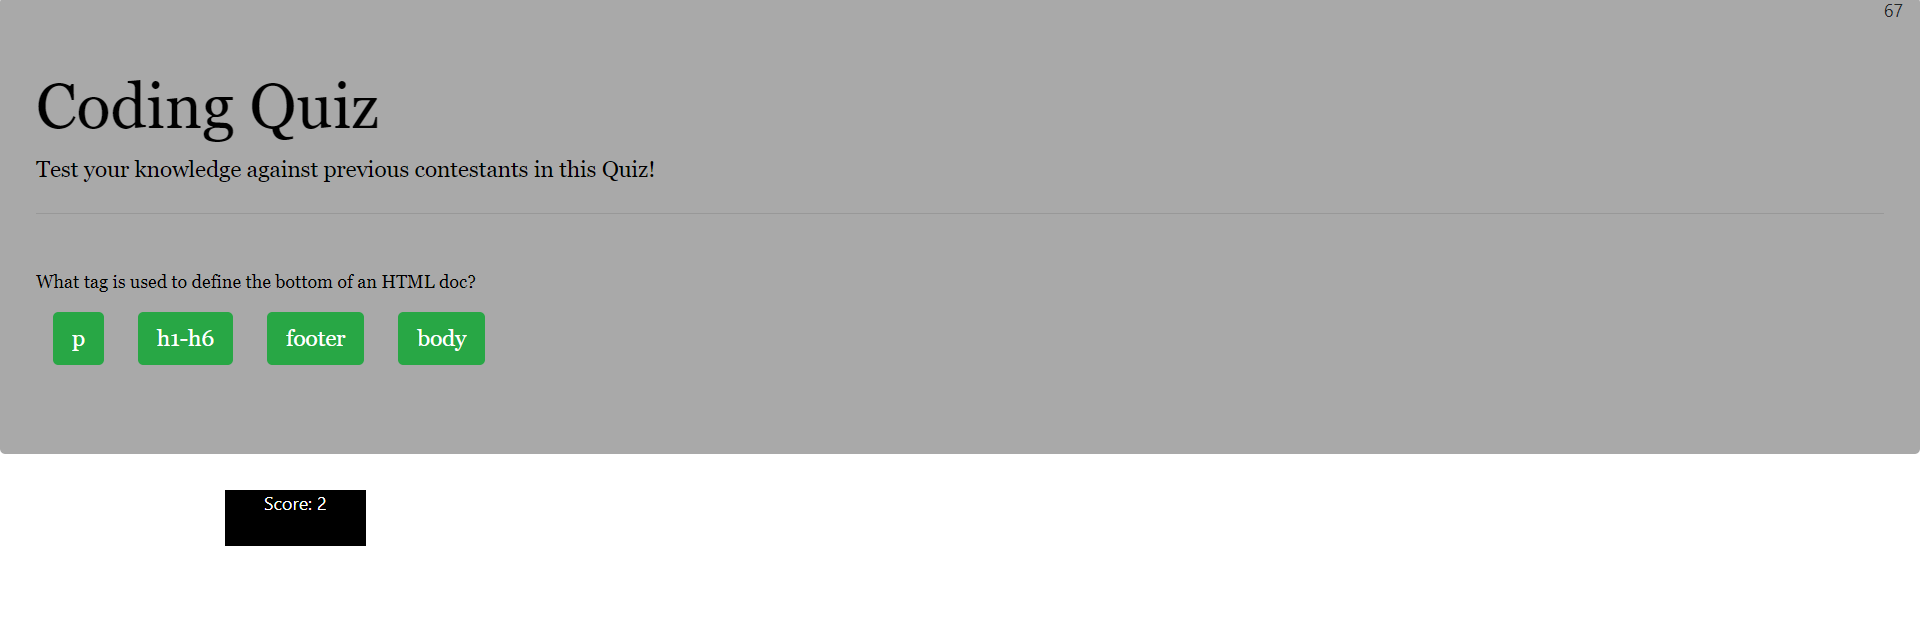 67
Coding Quiz
Test your knowledge against previous contestants in this Quiz!
What tag is used to define the bottom of an HTML doc?
p h1-h6 footer body
Score: 2